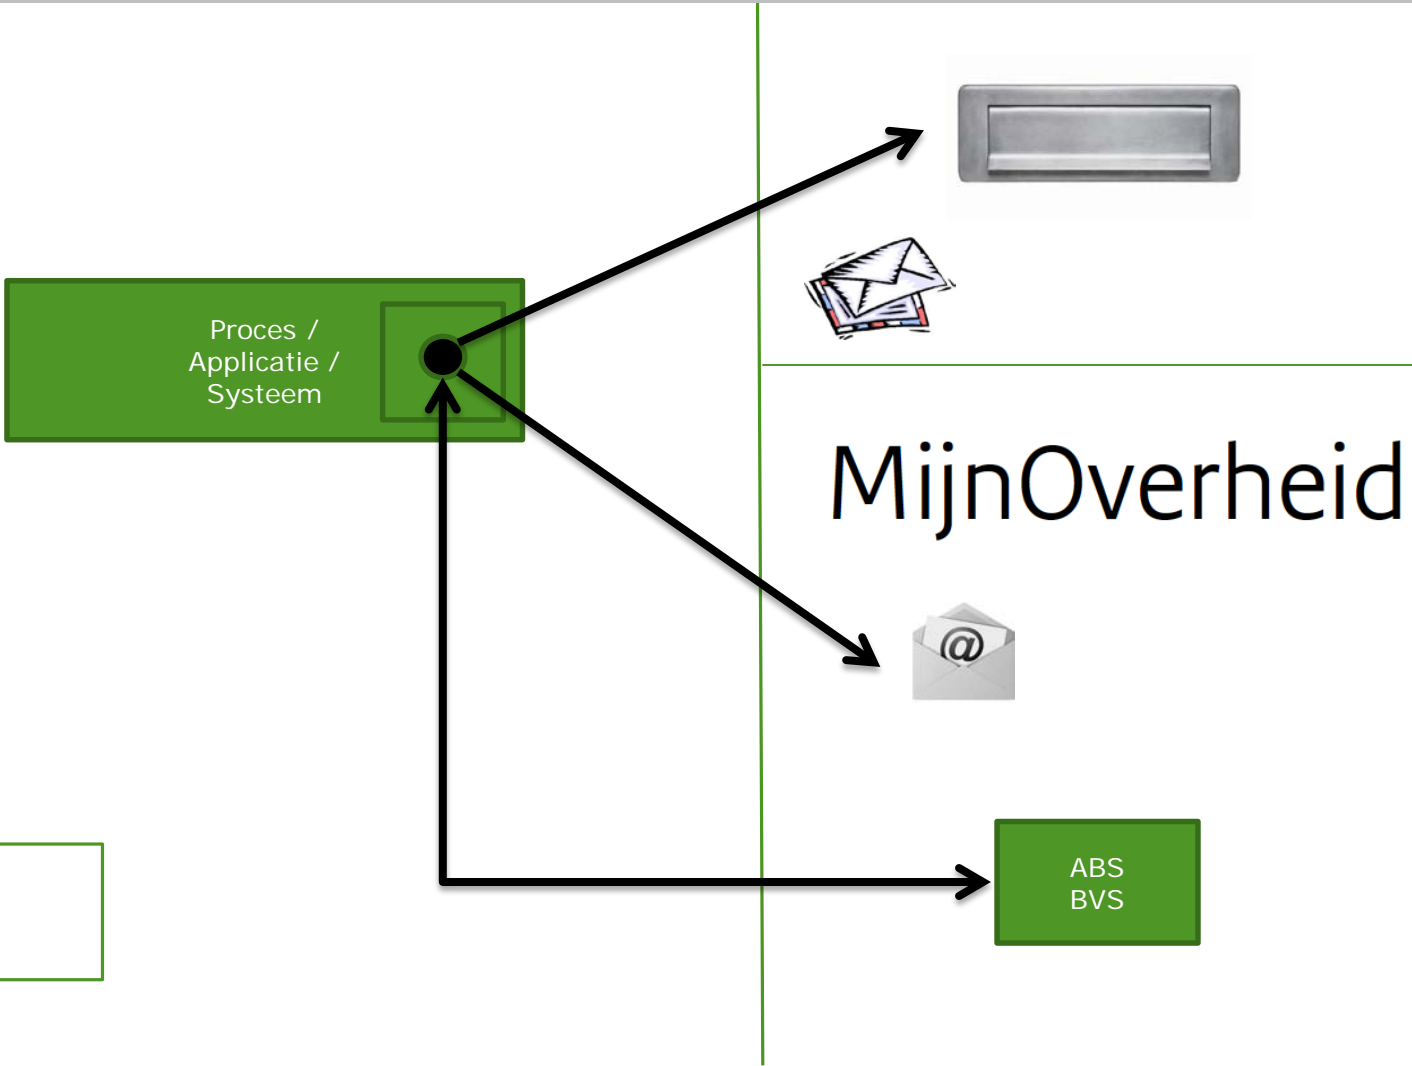 Proces /
Applicatie /
Systeem
MijnOverheid
@
ABS
BVS